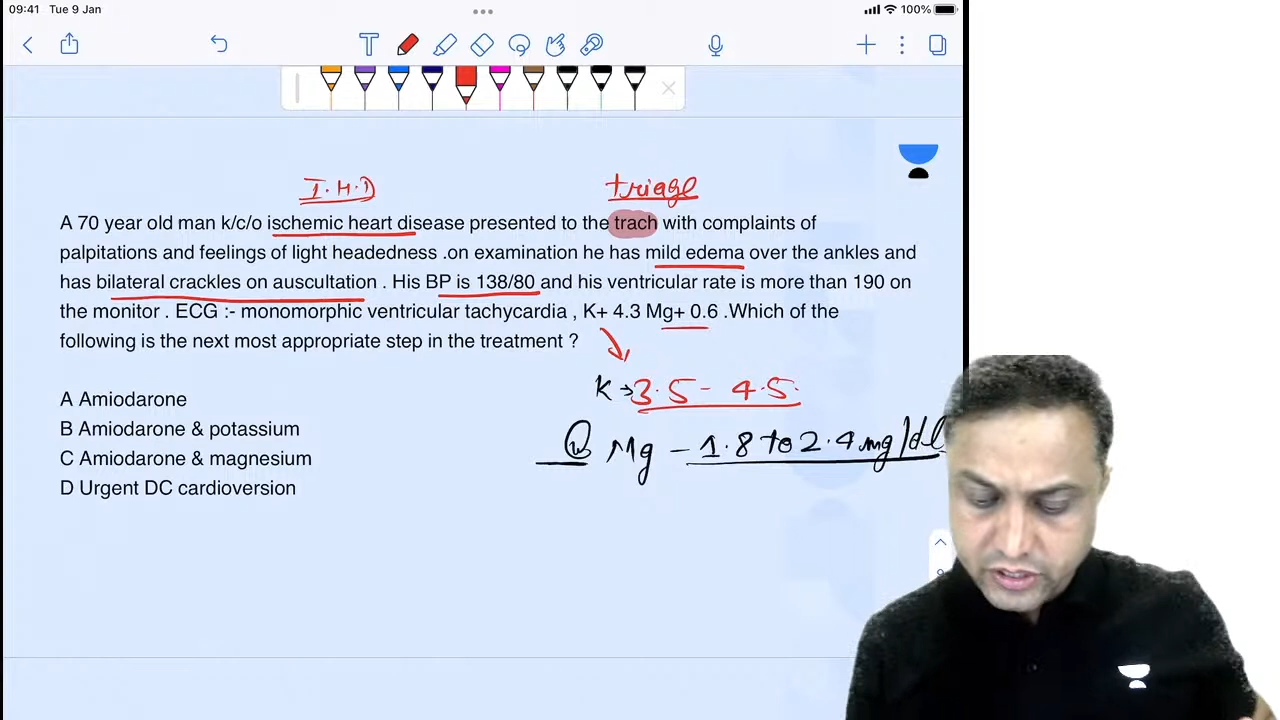 09:41 Tue 9 Jan
100%
T
I.H.D
triage
A 70 year old man k/c/o ischemic heart disease presented to the trach with complaints of
palpitations and feelings of light headedness .on examination he has mild edema over the ankles and
has bilateral crackles on auscultation . His BP is 138/80 and his ventricular rate is more than 190 on
the monitor . ECG :- monomorphic ventricular tachycardia , K+ 4.3 Mg+ 0.6 .Which of the
following is the next most appropriate step in the treatment ?
K → 3.5 - 4.5.
A Amiodarone
B Amiodarone & potassium
Mg - 1.8 to 2.4 mg/dl
C Amiodarone & magnesium
D Urgent DC cardioversion